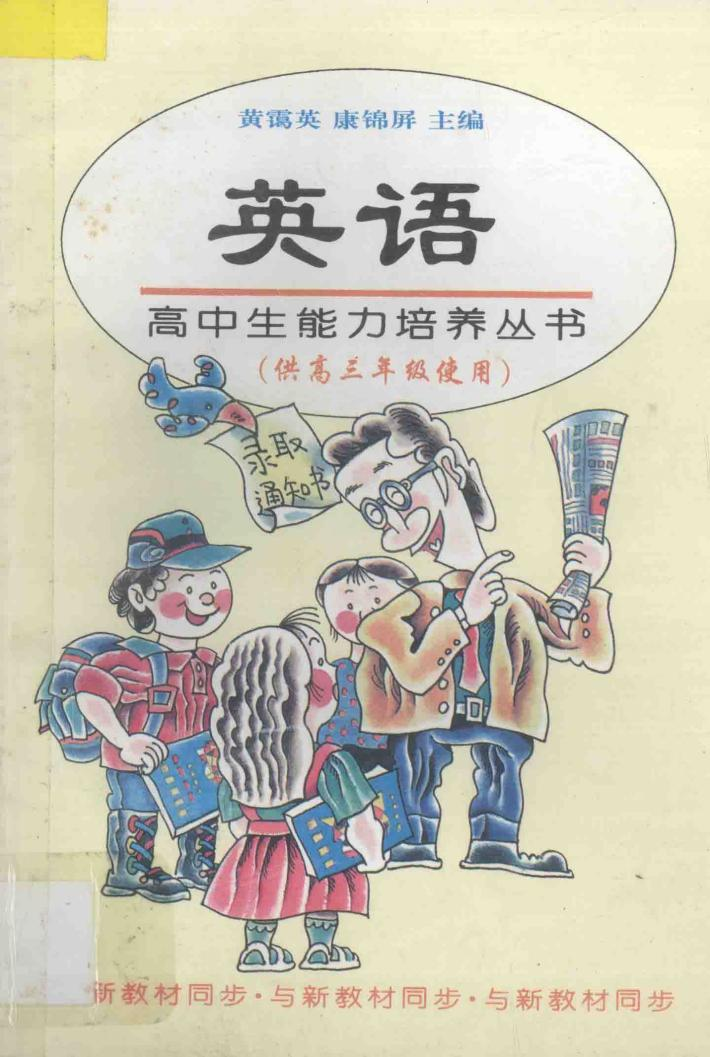 黄霭英 康锦屏 主编
英语
高中生能力培养丛书
(供高三年级使用)
录取
通知书
新教材同步·与新教材同步·与新教材同步